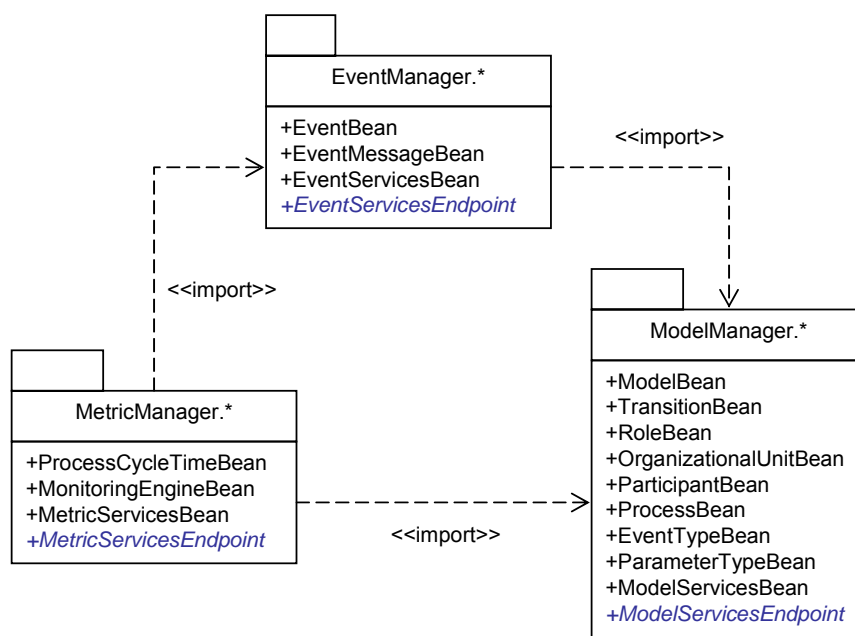 EventManager.*
+EventBean
+EventMessageBean
+EventServicesBean
+EventServicesEndpoint
<<import>>
<<import>>
ModelManager.*
+ModelBean
+TransitionBean
+RoleBean
+OrganizationalUnitBean
+ParticipantBean
+ProcessBean
+EventTypeBean
+ParameterTypeBean
+ModelServicesBean
+ModelServicesEndpoint
MetricManager.*
+ProcessCycleTimeBean
+MonitoringEngineBean
+MetricServicesBean
+MetricServicesEndpoint
<<import>>